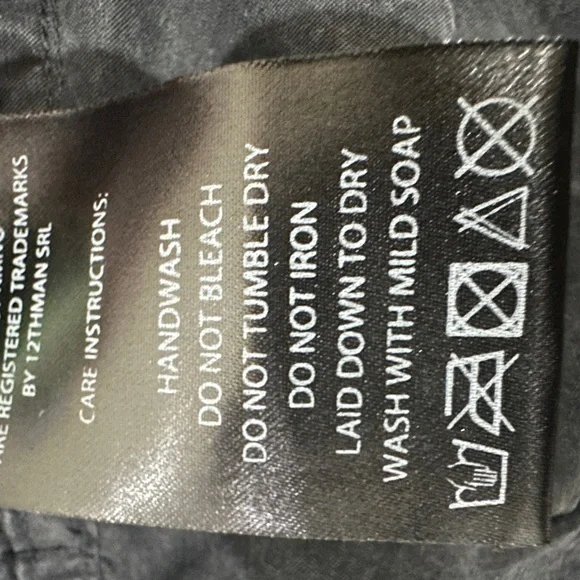 REGISTERED TRADEMARKS
BY 12THMAN SRL
CARE INSTRUCTIONS:
HANDWASH
DO NOT BLEACH
DO NOT TUMBLE DRY
DO NOT IRON
LAID DOWN TO DRY
WASH WITH MILD SOAP